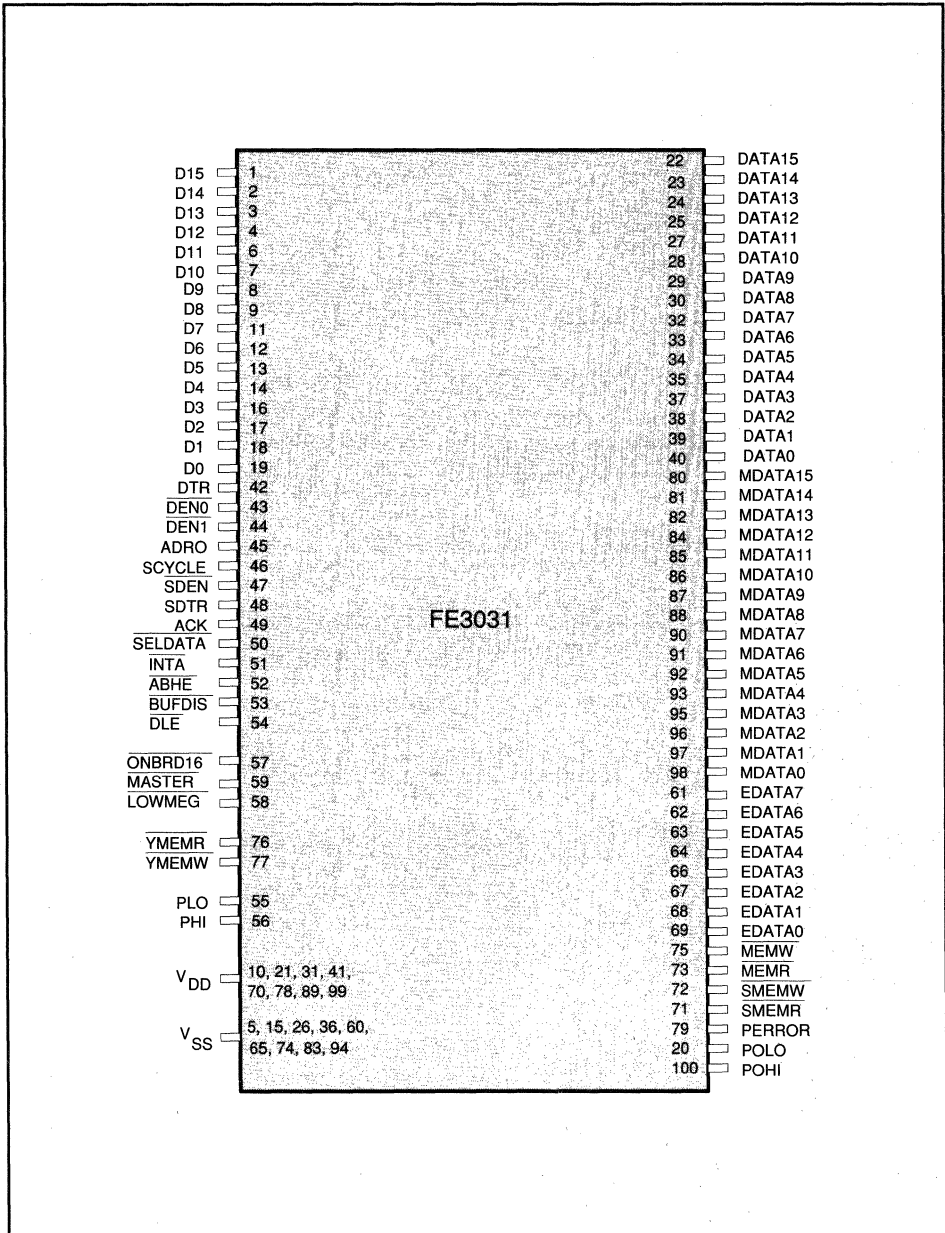 D15 1
D14 2
D13 3
D12 4
D11 6
D10 7
D9 8
D8 9
D7 11
D6 12
D5 13
D4 14
D3 16
D2 17
D1 18
D0 19
DTR 42
DEN0 43
DEN1 44
ADRO 45
SCYCLE 46
SDEN 47
SDTR 48
ACK 49
SELDATA 50
INTA 51
ABHE 52
BUFDIS 53
DLE 54
ONBRD16 57
MASTER 59
LOWMEG 58
YMEMR 76
YMEMW 77
PLO 55
PHI 56
VDD 10, 21, 31, 41,
70, 78, 89, 99
VSS 5, 15, 26, 36, 60,
65, 74, 83, 94
FE3031
22 DATA15
23 DATA14
24 DATA13
25 DATA12
27 DATA11
28 DATA10
29 DATA9
30 DATA8
32 DATA7
33 DATA6
34 DATA5
35 DATA4
37 DATA3
38 DATA2
39 DATA1
40 DATA0
80 MDATA15
81 MDATA14
82 MDATA13
84 MDATA12
85 MDATA11
86 MDATA10
87 MDATA9
88 MDATA8
90 MDATA7
91 MDATA6
92 MDATA5
93 MDATA4
95 MDATA3
96 MDATA2
97 MDATA1
98 MDATA0
61 EDATA7
62 EDATA6
63 EDATA5
64 EDATA4
66 EDATA3
67 EDATA2
68 EDATA1
69 EDATA0
75 MEMW
73 MEMR
72 SMEMW
71 SMEMR
79 PERROR
20 POLO
100 POHI